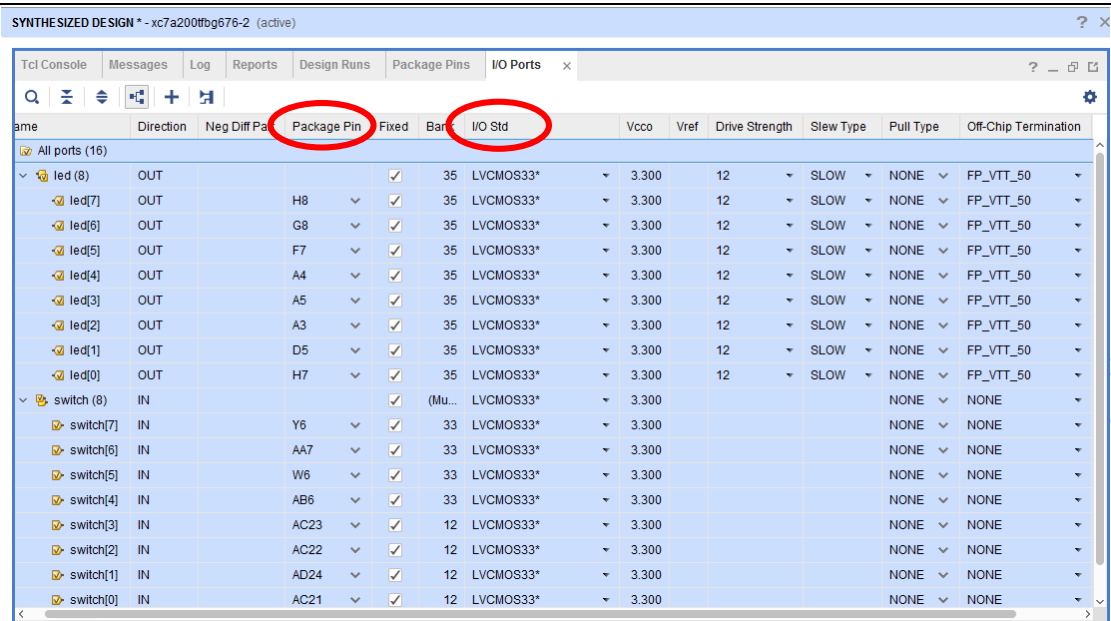 SYNTHESIZED DESIGN * - xc7a200tfbg676-2 (active) ?
Tcl Console Messages Log Reports Design Runs Package Pins I/O Ports × ?
ame Direction Neg Diff Pair Package Pin Fixed Bank I/O Std Vcco Vref Drive Strength Slew Type Pull Type Off-Chip Termination
All ports (16)
led (8) OUT 35 LVCMOS33* 3.300 12 SLOW NONE FP_VTT_50
led[7] OUT H8 35 LVCMOS33* 3.300 12 SLOW NONE FP_VTT_50
led[6] OUT G8 35 LVCMOS33* 3.300 12 SLOW NONE FP_VTT_50
led[5] OUT F7 35 LVCMOS33* 3.300 12 SLOW NONE FP_VTT_50
led[4] OUT A4 35 LVCMOS33* 3.300 12 SLOW NONE FP_VTT_50
led[3] OUT A5 35 LVCMOS33* 3.300 12 SLOW NONE FP_VTT_50
led[2] OUT A3 35 LVCMOS33* 3.300 12 SLOW NONE FP_VTT_50
led[1] OUT D5 35 LVCMOS33* 3.300 12 SLOW NONE FP_VTT_50
led[0] OUT H7 35 LVCMOS33* 3.300 12 SLOW NONE FP_VTT_50
switch (8) IN (Mu... LVCMOS33* 3.300 NONE NONE
switch[7] IN Y6 33 LVCMOS33* 3.300 NONE NONE
switch[6] IN AA7 33 LVCMOS33* 3.300 NONE NONE
switch[5] IN W6 33 LVCMOS33* 3.300 NONE NONE
switch[4] IN AB6 33 LVCMOS33* 3.300 NONE NONE
switch[3] IN AC23 12 LVCMOS33* 3.300 NONE NONE
switch[2] IN AC22 12 LVCMOS33* 3.300 NONE NONE
switch[1] IN AD24 12 LVCMOS33* 3.300 NONE NONE
switch[0] IN AC21 12 LVCMOS33* 3.300 NONE NONE